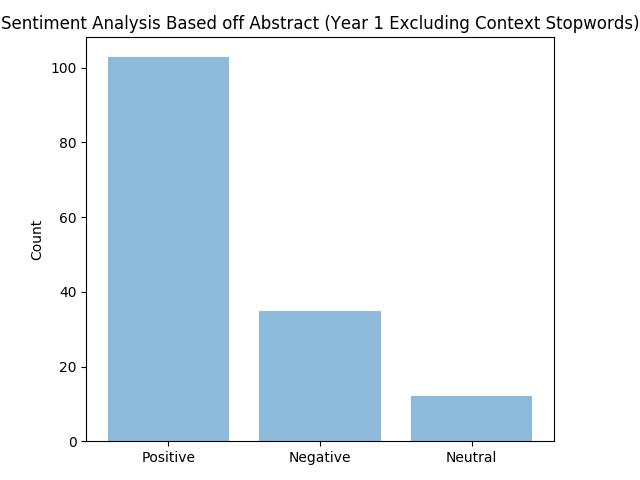 Sentiment Analysis Based off Abstract (Year 1 Excluding Context Stopwords)
100
80
60
40
20
0
Count
Positive
Negative
Neutral